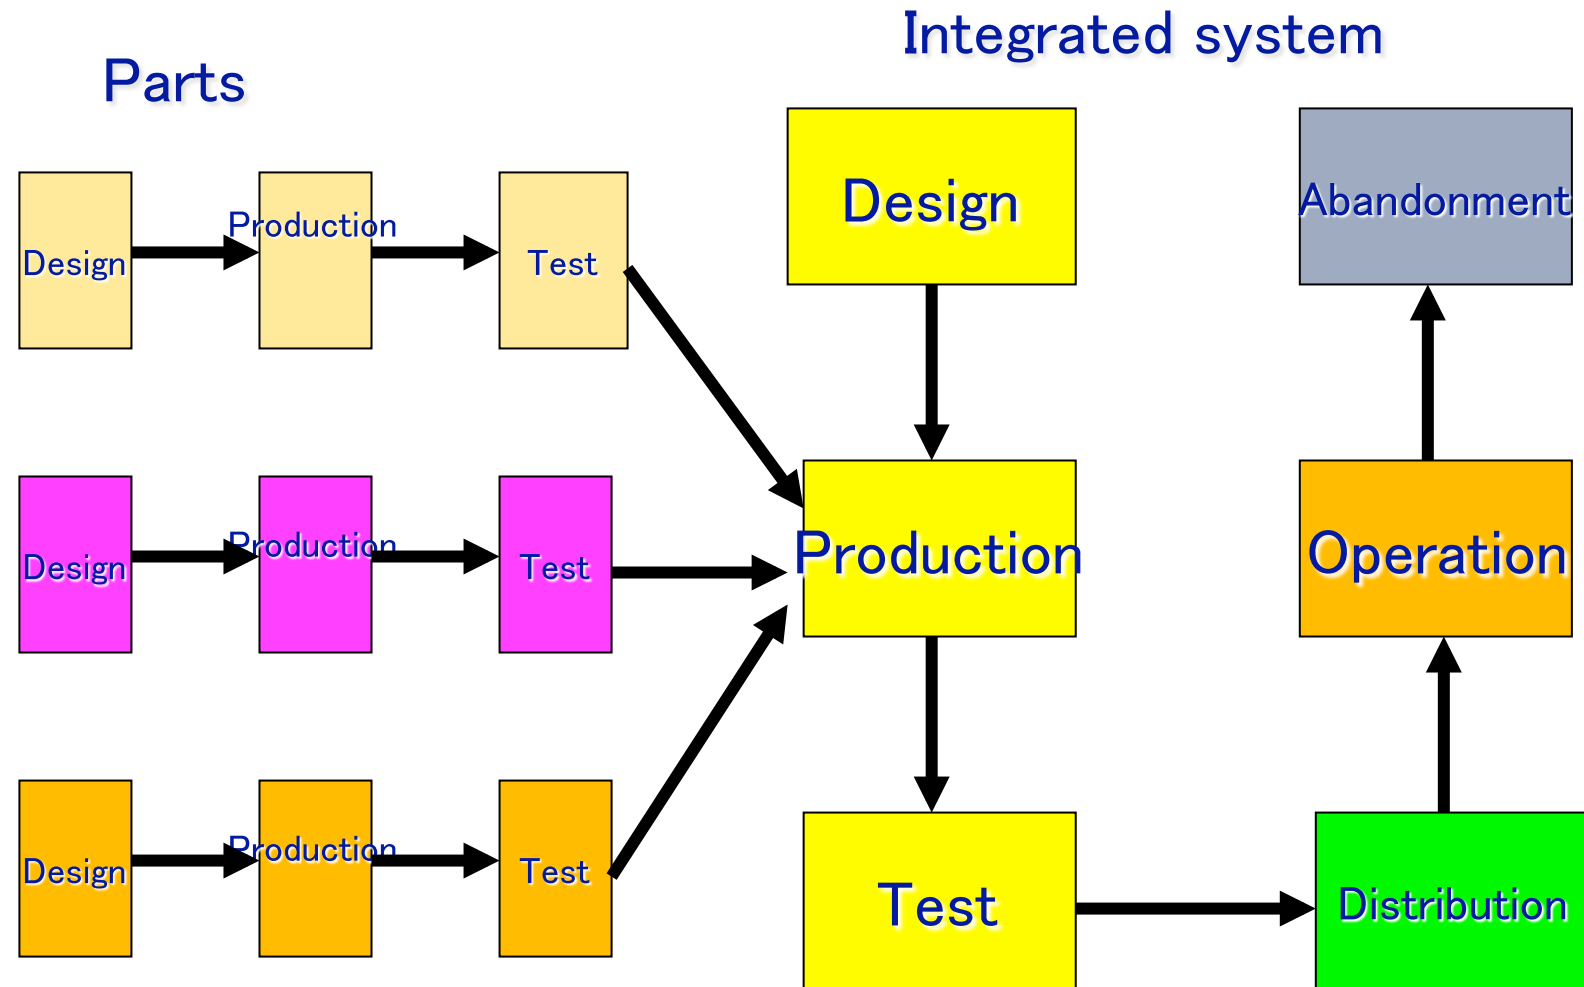 Parts
Integrated system
Design
Production
Test
Design
Production
Test
Design
Production
Test
Design
Production
Test
Distribution
Operation
Abandonment